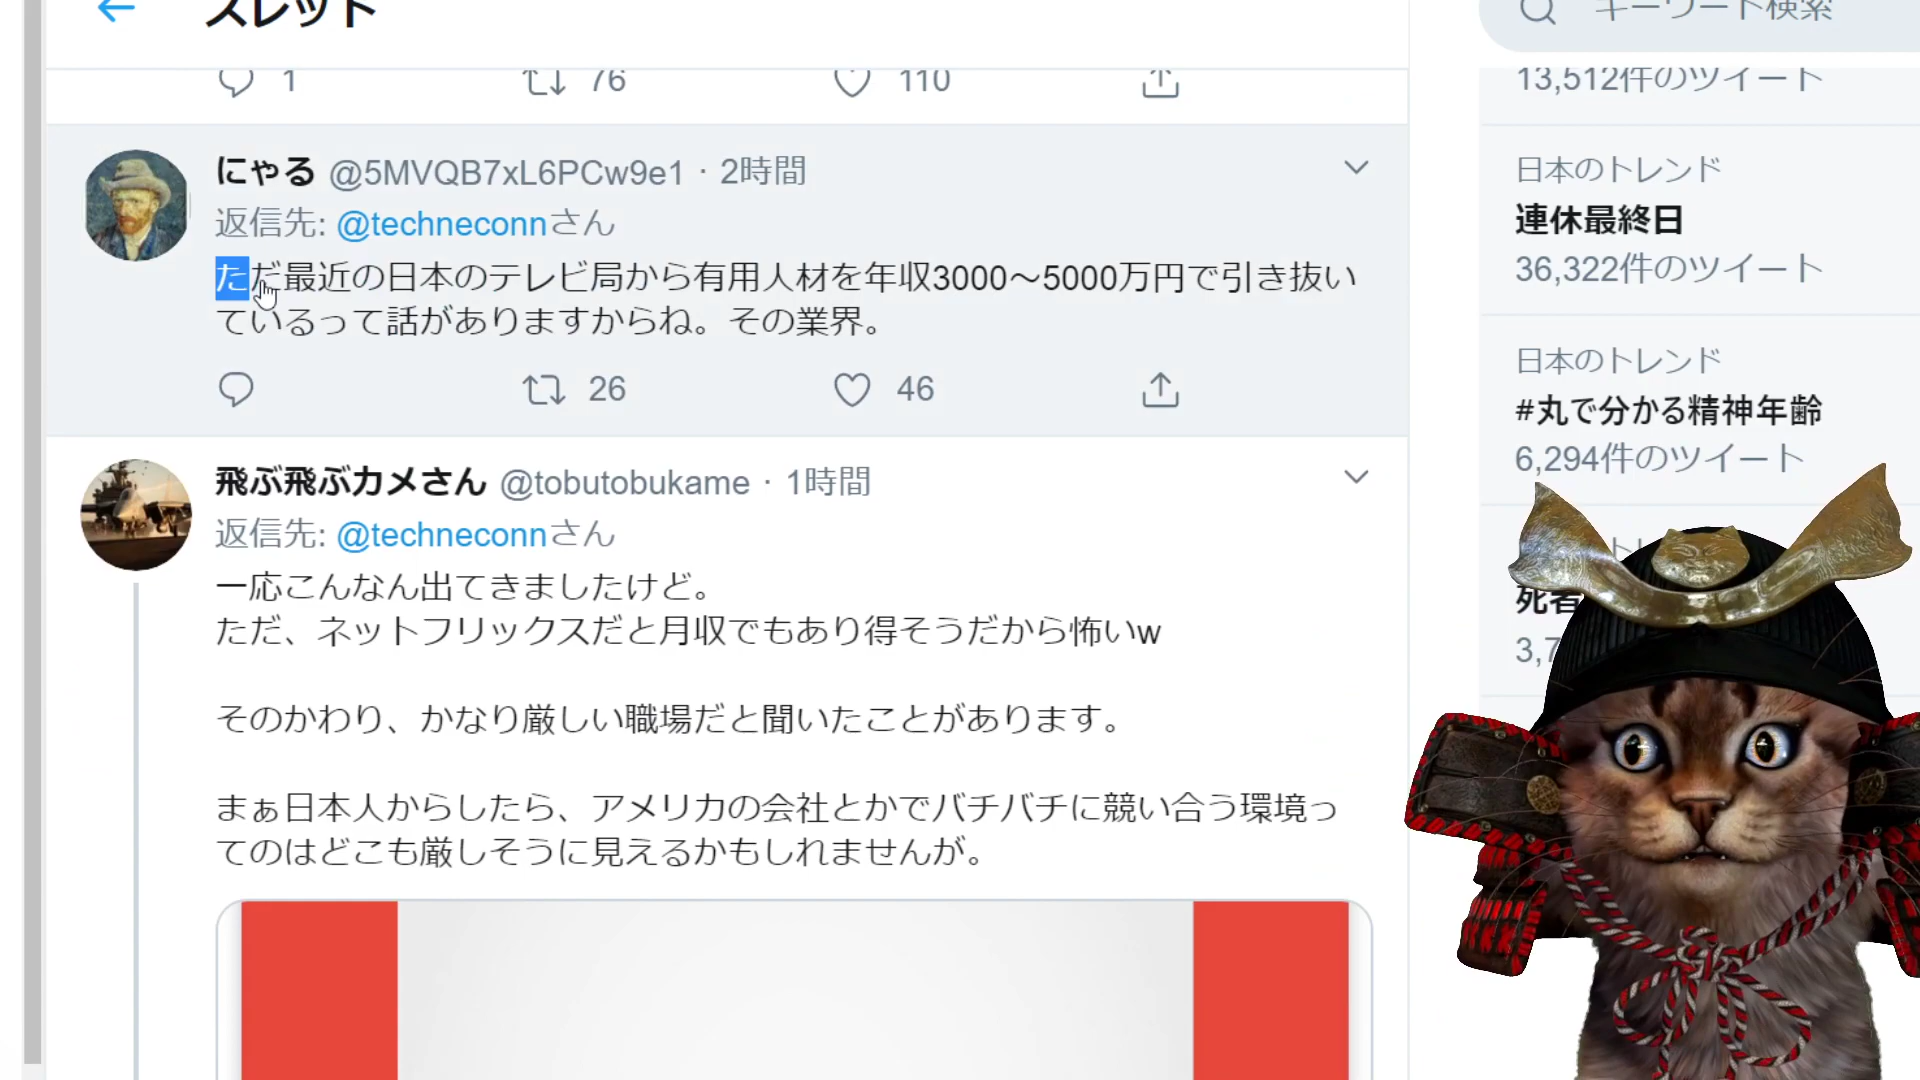 スレット
1 76 110
にゃる @5MVQB7xL6PCw9e1 · 2時間
返信先: @techneconnさん
ただ最近の日本のテレビ局から有用人材を年収3000～5000万円で引き抜い
ているって話がありますからね。その業界。
26 46
飛ぶ飛ぶカメさん @tobutobukame · 1時間
返信先: @techneconnさん
一応こんなん出てきましたけど。
ただ、ネットフリックスだと月収でもあり得そうだから怖いw
そのかわり、かなり厳しい職場だと聞いたことがあります。
まぁ日本人からしたら、アメリカの会社とかでバチバチに競い合う環境っ
てのはどこも厳しそうに見えるかもしれませんが。
キーワード検索
13,512件のツイート
日本のトレンド
連休最終日
36,322件のツイート
日本のトレンド
#丸で分かる精神年齢
6,294件のツイート
死者
3,7